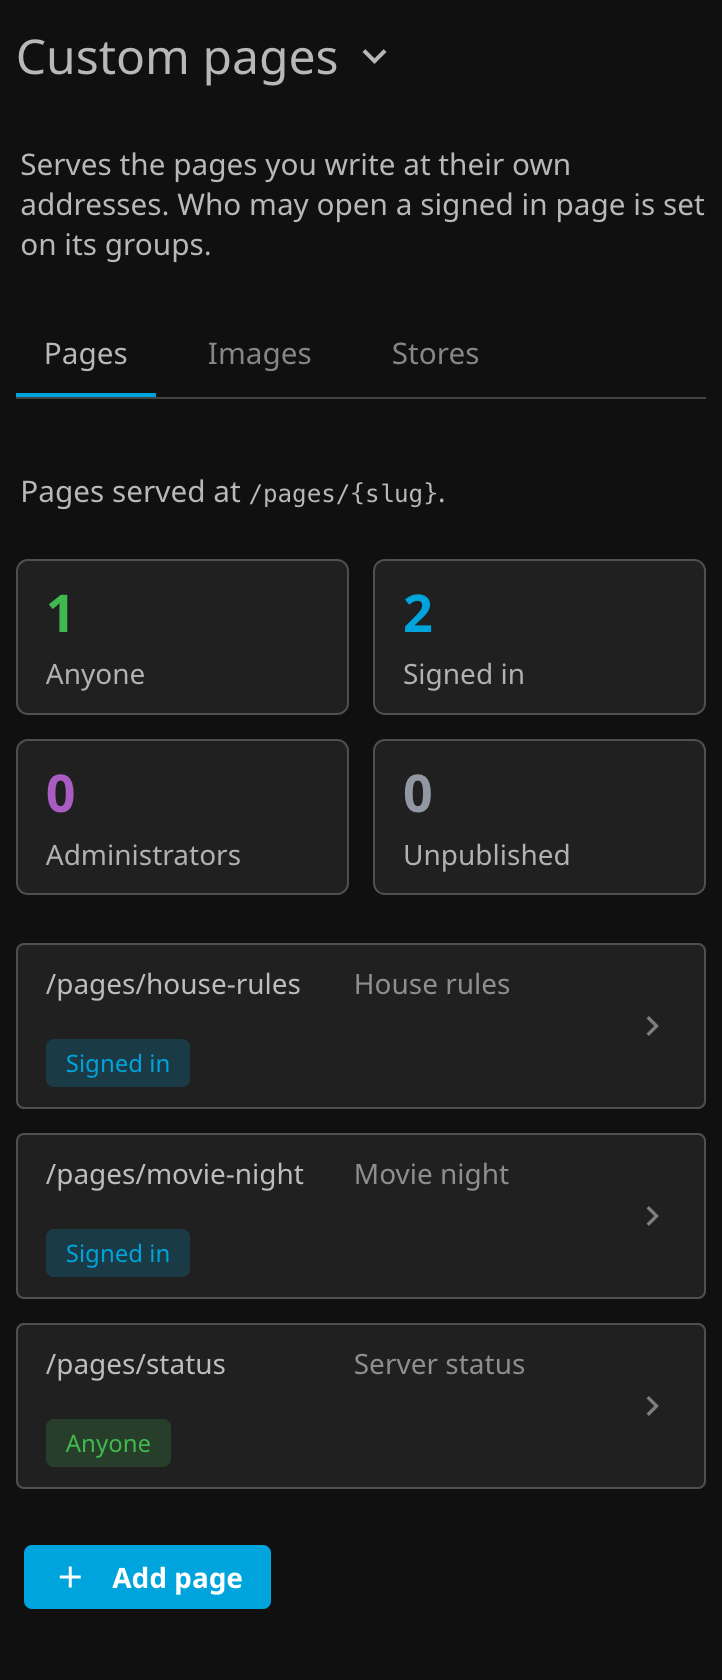 Custom pages
Serves the pages you write at their own
addresses. Who may open a signed in page is set
on its groups.
Pages Images Stores
Pages served at /pages/{slug}.
1
Anyone
2
Signed in
0
Administrators
0
Unpublished
/pages/house-rules House rules
Signed in
/pages/movie-night Movie night
Signed in
/pages/status Server status
Anyone
+ Add page